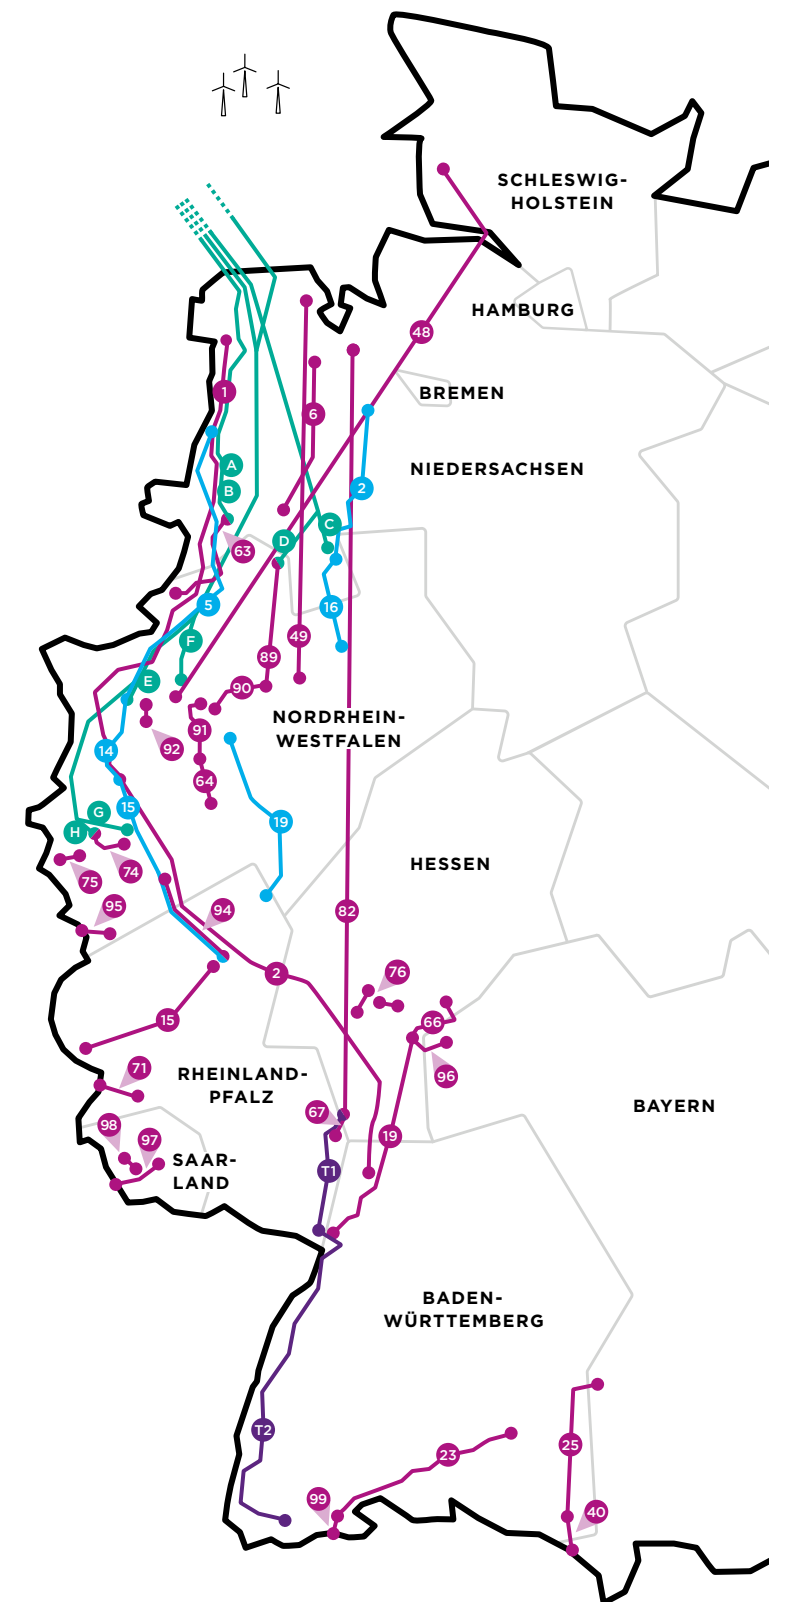 SCHLESWIG-
HOLSTEIN
HAMBURG
48
1
BREMEN
6
A
NIEDERSACHSEN
B
2
C
D
63
5
16
F
49
89
E
90
NORDRHEIN-
91
WESTFALEN
92
14
64
15
G
19
H
HESSEN
74
75
95
94
82
2
76
15
66
71
RHEINLAND-
PFALZ
96
BAYERN
67
98
19
97
SAAR-
LAND
T1
BADEN-
WÜRTTEMBERG
T2
25
23
99
40